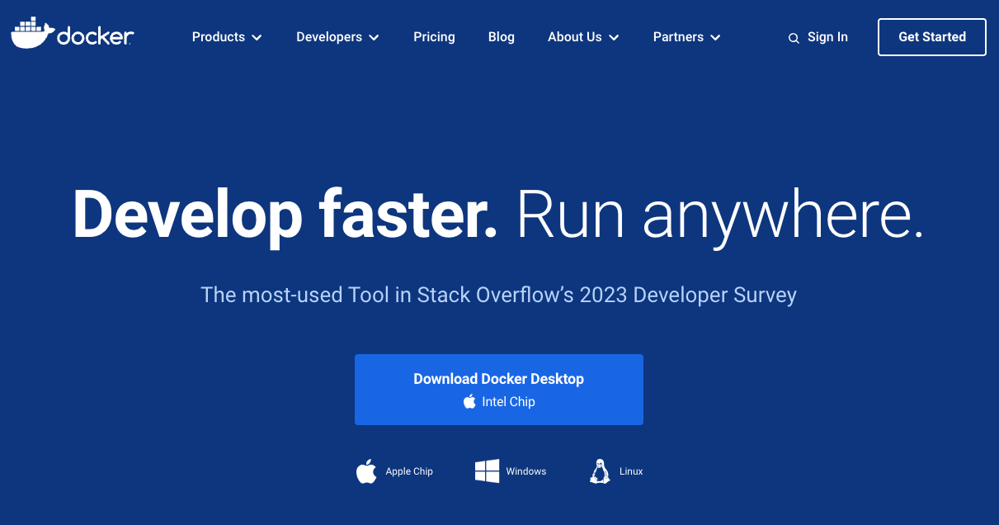 docker
Products
Developers
Pricing
Blog
About Us
Partners
Sign In
Get Started
Develop faster. Run anywhere.
The most-used Tool in Stack Overflow’s 2023 Developer Survey
Download Docker Desktop
Intel Chip
Apple Chip
Windows
Linux